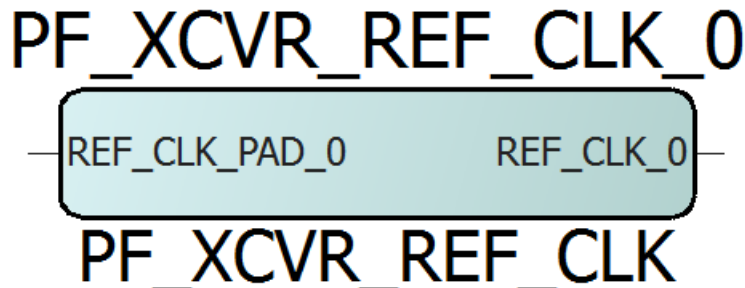 PF_XCVR_REF_CLK_0
REF_CLK_PAD_0 REF_CLK_0
PF_XCVR_REF_CLK